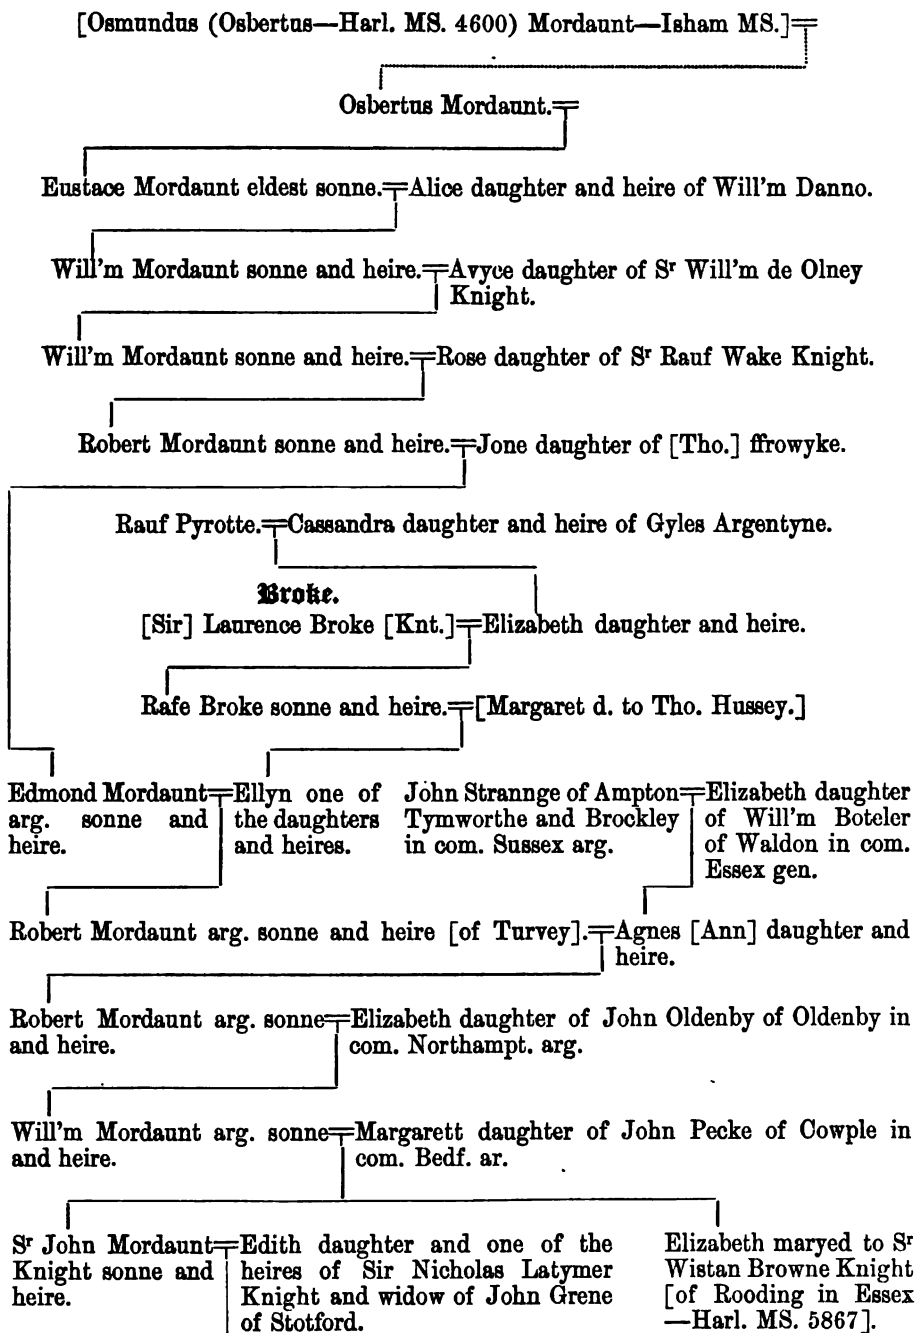 [Osmundus (Osbertus—Harl. MS. 4600) Mordaunt—Isham MS.]
Osbertus Mordaunt.
Eustace Mordaunt eldest sonne. Alice daughter and heire of Will'm Danno.
Will'm Mordaunt sonne and heire. Avyce daughter of Sr Will'm de Olney
Knight.
Will'm Mordaunt sonne and heire. Rose daughter of Sr Rauf Wake Knight.
Robert Mordaunt sonne and heire. Jone daughter of [Tho.] ffrowyke.
Rauf Pyrotte. Cassandra daughter and heire of Gyles Argentyne.
Broke.
[Sir] Laurence Broke [Knt.] Elizabeth daughter and heire.
Rafe Broke sonne and heire. [Margaret d. to Tho. Hussey.]
Edmond Mordaunt
arg. sonne and
heire.
Ellyn one of
the daughters
and heires.
John Strannge of Ampton
Tymworthe and Brockley
in com. Sussex arg.
Elizabeth daughter
of Will'm Boteler
of Waldon in com.
Essex gen.
Robert Mordaunt arg. sonne and heire [of Turvey].
Agnes [Ann] daughter and
heire.
Robert Mordaunt arg. sonne
and heire.
Elizabeth daughter of John Oldenby of Oldenby in
com. Northampt. arg.
Will'm Mordaunt arg. sonne
and heire.
Margarett daughter of John Pecke of Cowple in
com. Bedf. ar.
Sr John Mordaunt
Knight sonne and
heire.
Edith daughter and one of the
heires of Sir Nicholas Latymer
Knight and widow of John Grene
of Stotford.
Elizabeth maryed to Sr
Wistan Browne Knight
[of Rooding in Essex
—Harl. MS. 5867].